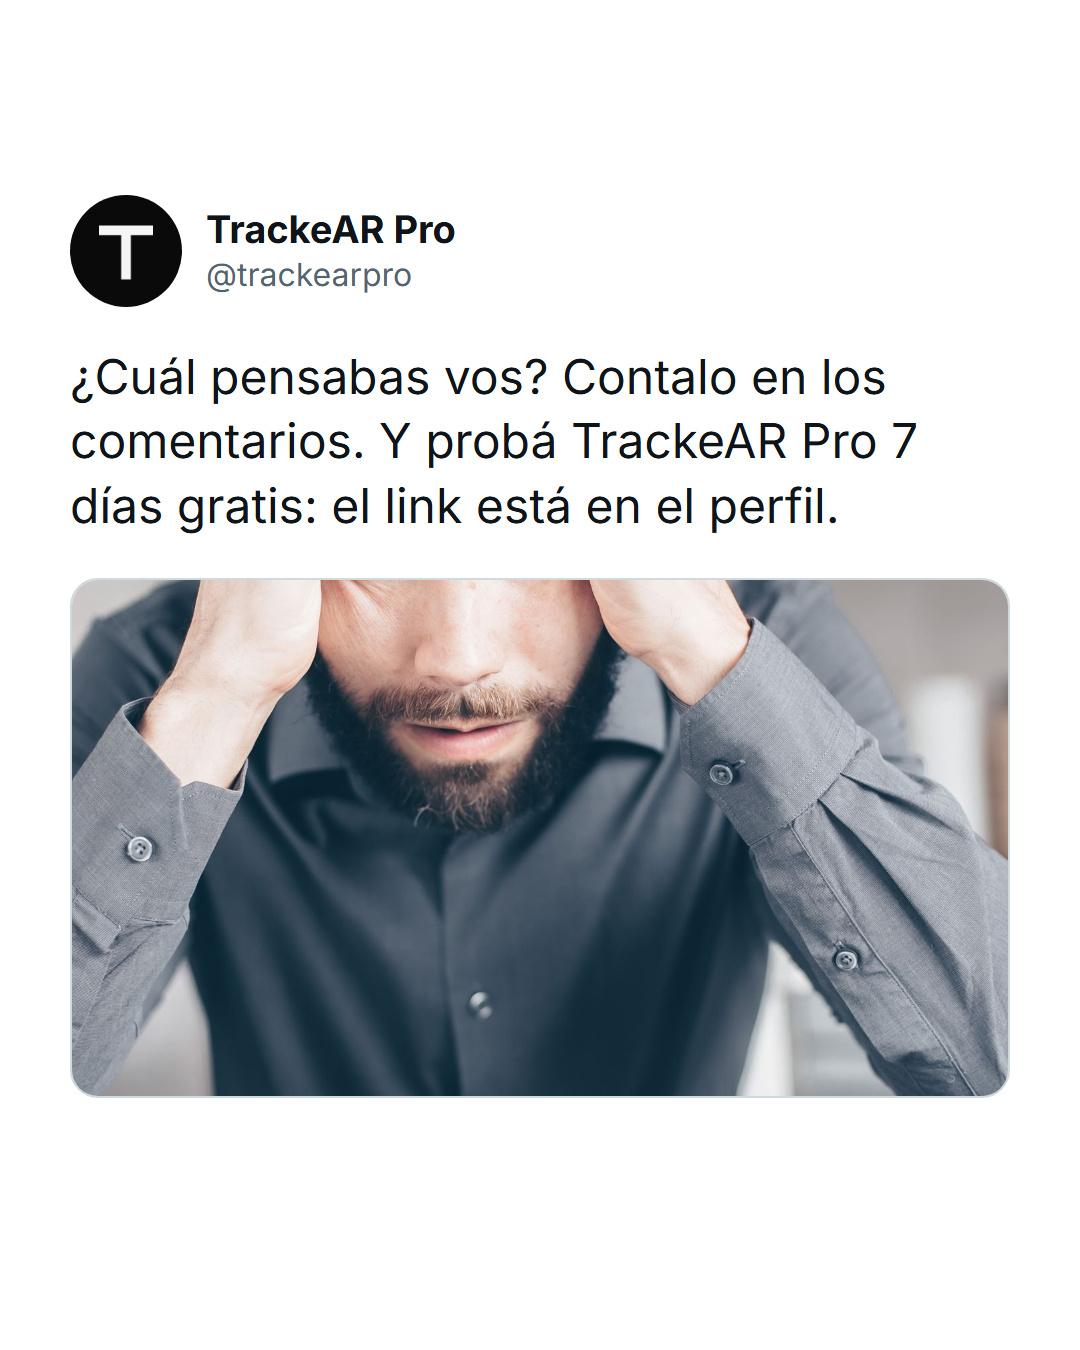 T
TrackeAR Pro
@trackearpro
¿Cuál pensabas vos? Contalo en los
comentarios. Y probá TrackeAR Pro 7
días gratis: el link está en el perfil.